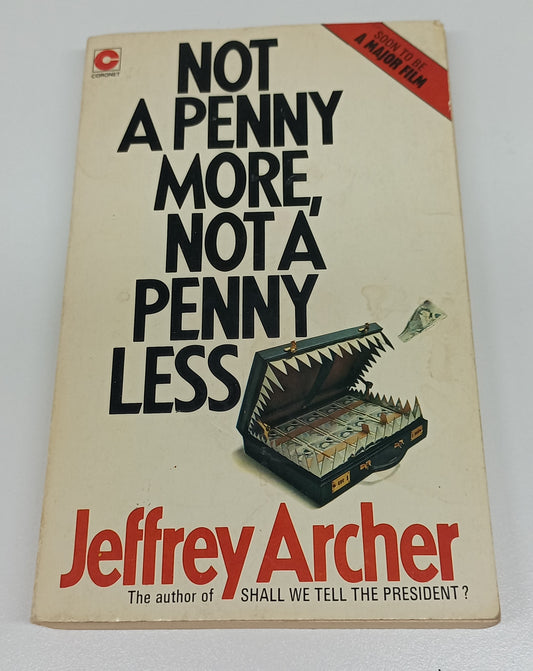 CORONET
SOON TO BE
A MAJOR FILM
NOT
A PENNY
MORE,
NOT A
PENNY
LESS
Jeffrey Archer
The author of SHALL WE TELL THE PRESIDENT?